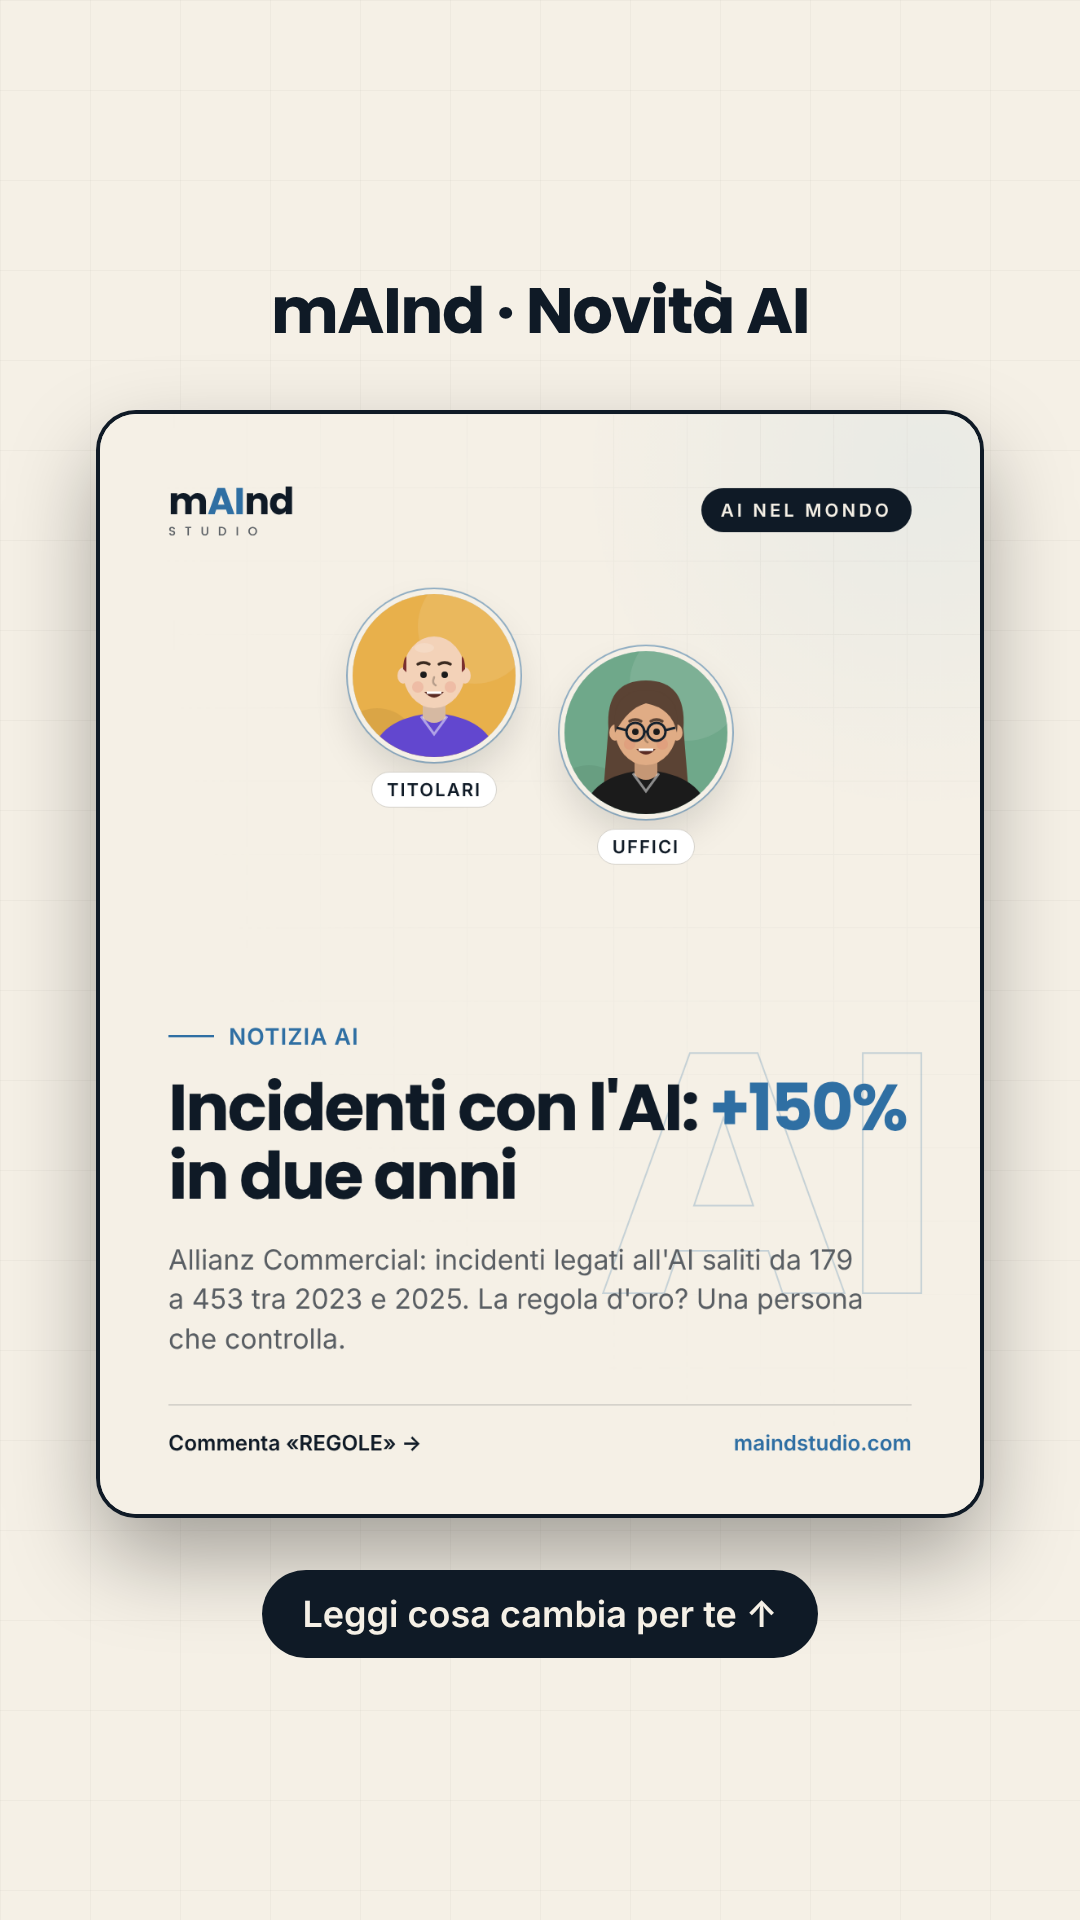 mAInd · Novità AI
mAInd
STUDIO
AI NEL MONDO
TITOLARI
UFFICI
NOTIZIA AI
Incidenti con l'AI: +150%
in due anni
AI
Allianz Commercial: incidenti legati all'AI saliti da 179
a 453 tra 2023 e 2025. La regola d'oro? Una persona
che controlla.
Commenta «REGOLE» →
maindstudio.com
Leggi cosa cambia per te ↑